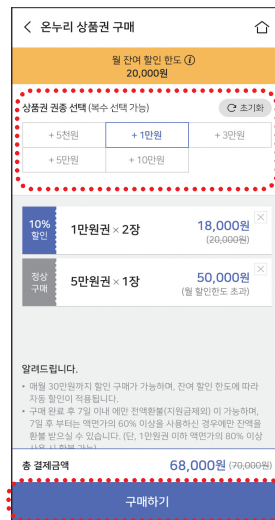 온누리 상품권 구매
월 잔여 할인 한도
20,000원
상품권 권종 선택(복수 선택 가능)
초기화
+ 5천원
+ 1만원
+ 3만원
+ 5만원
+ 10만원
10%
할인
1만원권 × 2장
18,000원
(20,000원)
정상
구매
5만원권 × 1장
50,000원
(월 할인한도 초과)
알려드립니다.
• 매월 30만원까지 할인 구매가 가능하며, 잔여 할인 한도에 따라
자동 할인이 적용됩니다.
• 구매 완료 후 7일 이내 에만 전액환불(지원금제외) 이 가능하며,
7일 후 부터는 액면가의 60% 이상을 사용하신 경우에만 잔액을
환불 받으실 수 있습니다. (단, 1만원권 이하 액면가의 80% 이상
총 결제금액
68,000원 (70,000원)
구매하기